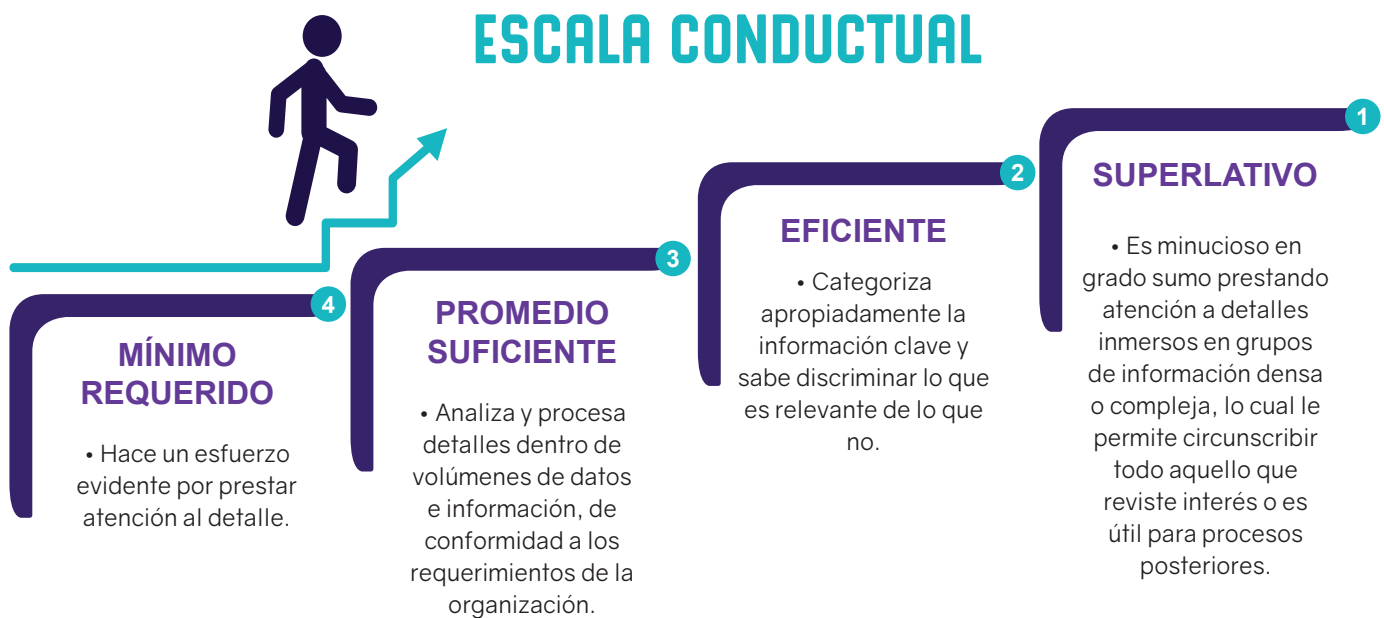 ESCALA CONDUCTUAL
4
MÍNIMO
REQUERIDO
• Hace un esfuerzo
evidente por prestar
atención al detalle.
3
PROMEDIO
SUFICIENTE
• Analiza y procesa
detalles dentro de
volúmenes de datos
e información, de
conformidad a los
requerimientos de la
organización.
2
EFICIENTE
• Categoriza
apropiadamente la
información clave y
sabe discriminar lo que
es relevante de lo que
no.
1
SUPERLATIVO
• Es minucioso en
grado sumo prestando
atención a detalles
inmersos en grupos
de información densa
o compleja, lo cual le
permite circunscribir
todo aquello que
reviste interés o es
útil para procesos
posteriores.